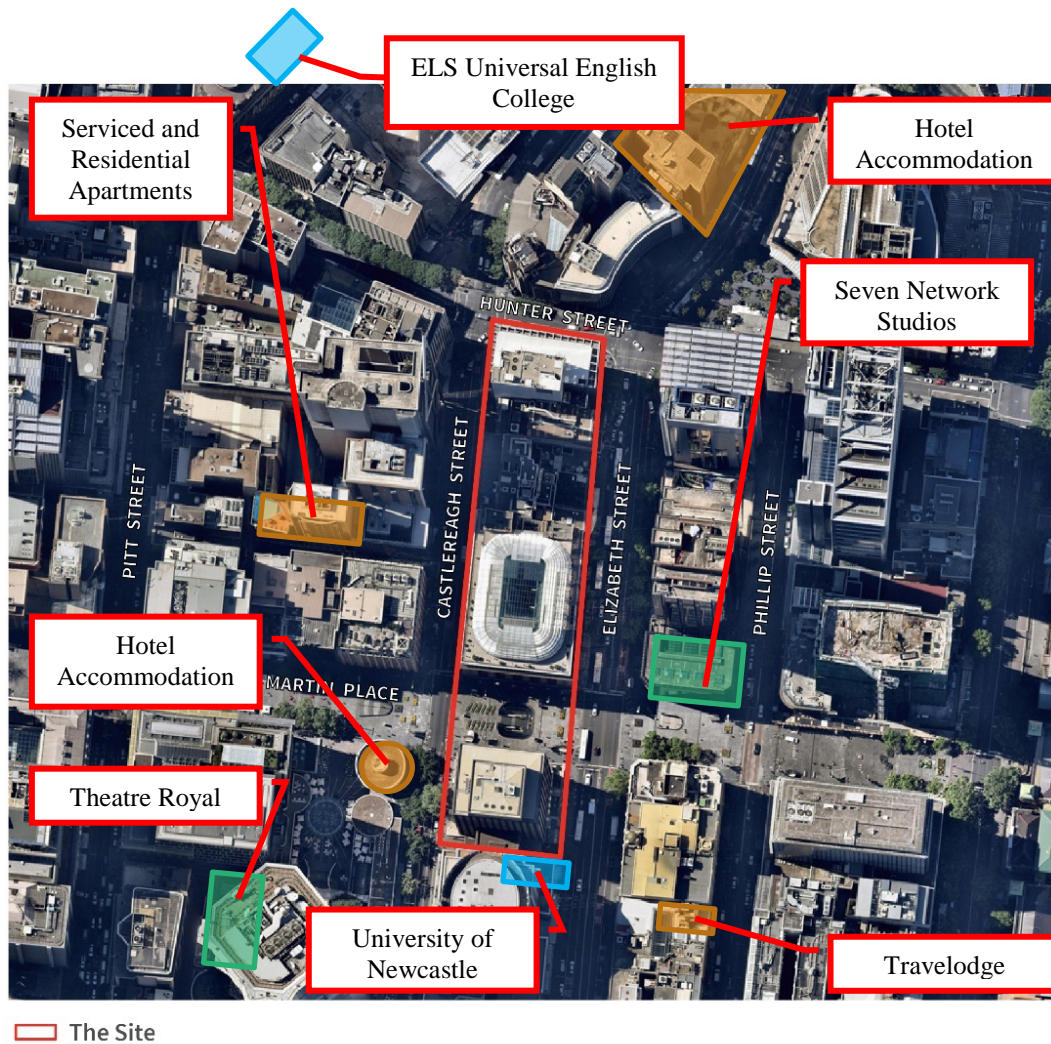 ELS Universal English
College
Serviced and
Residential
Apartments
Hotel
Accommodation
Seven Network
Studios
HUNTER STREET
CASTLEREAGH STREET
ELIZABETH STREET
PITT STREET
PHILLIP STREET
Hotel
Accommodation
MARTIN PLACE
Theatre Royal
University of
Newcastle
Travelodge
The Site